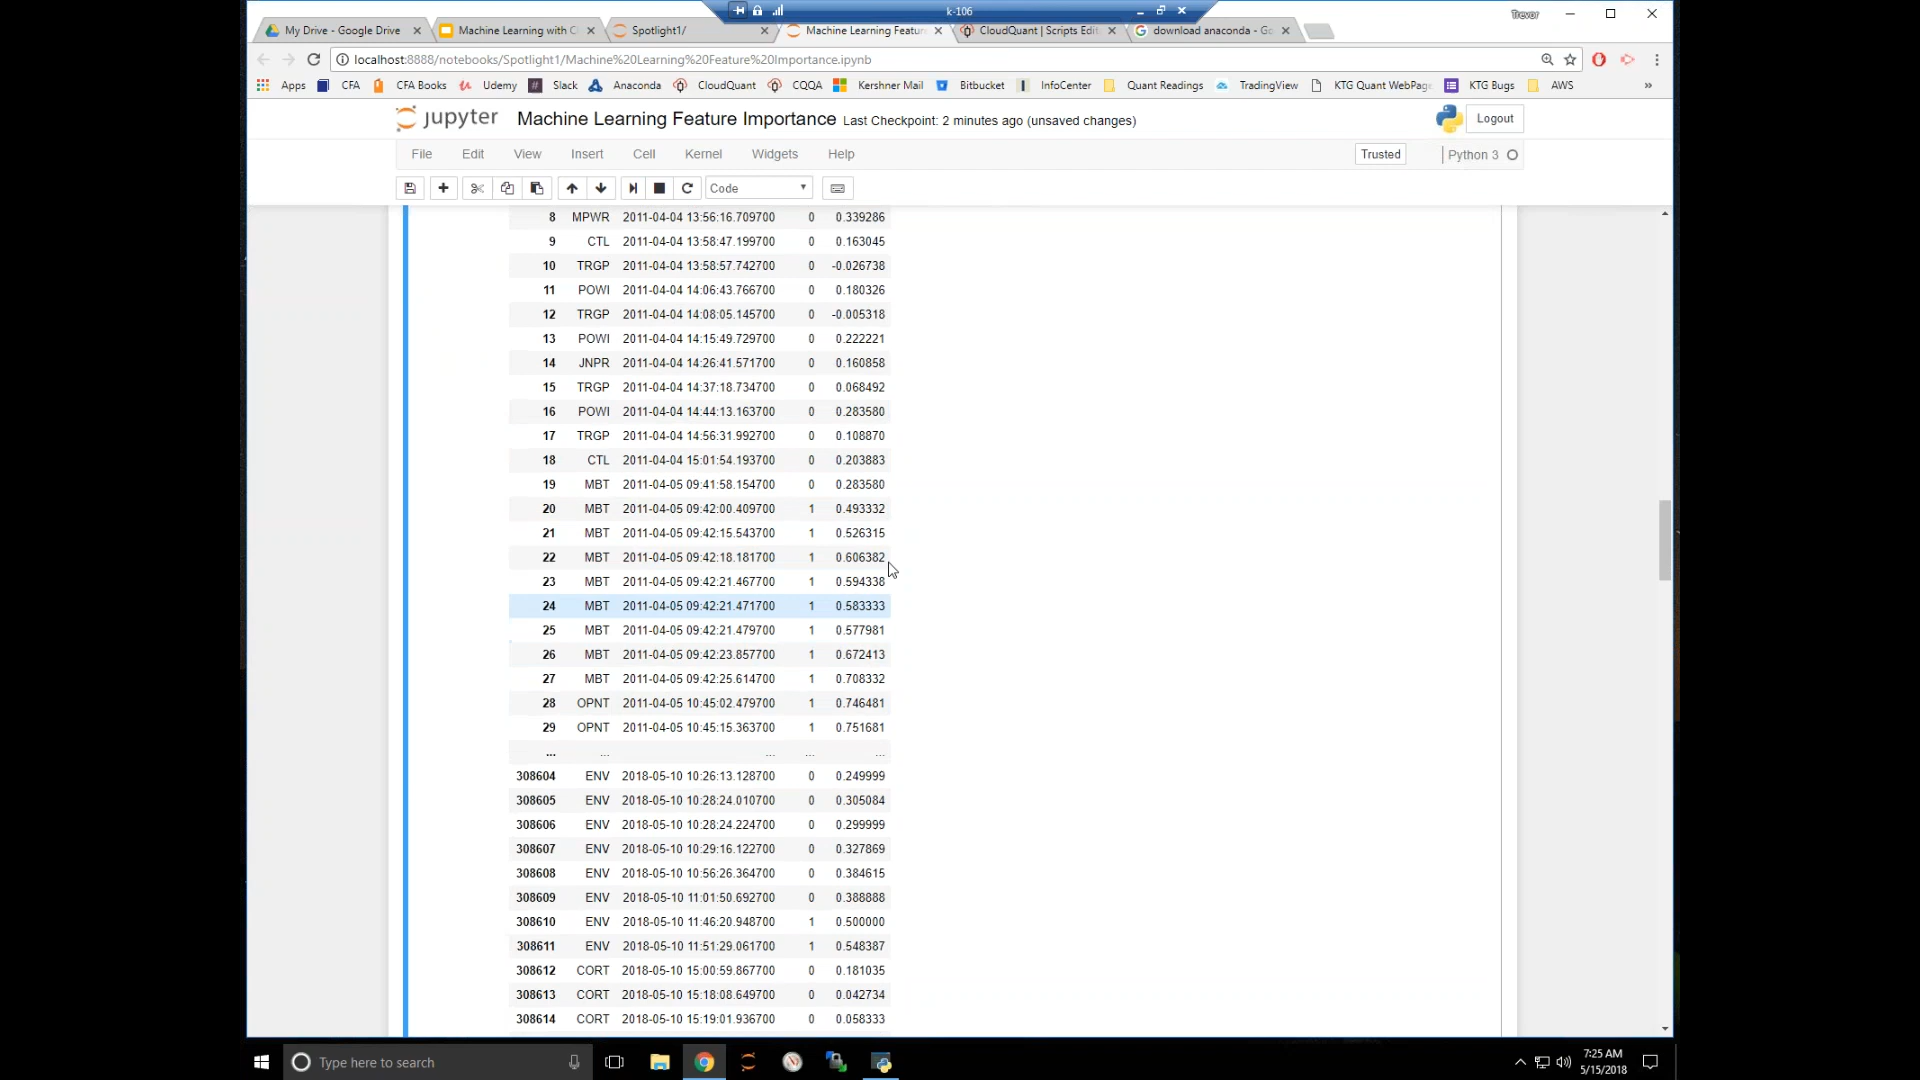 k-106
Trevor
My Drive - Google Drive
Machine Learning with C
Spotlight1/
Machine Learning Featur
CloudQuant | Scripts Edit
download anaconda - Go
localhost:8888/notebooks/Spotlight1/Machine%20Learning%20Feature%20Importance.ipynb
Apps CFA CFA Books Udemy Slack Anaconda CloudQuant CQQA Kershner Mail Bitbucket InfoCenter Quant Readings TradingView KTG Quant WebPage KTG Bugs AWS »
jupyter Machine Learning Feature Importance Last Checkpoint: 2 minutes ago (unsaved changes) Logout
File Edit View Insert Cell Kernel Widgets Help Trusted Python 3
Code
8 MPWR 2011-04-04 13:56:16.709700 0 0.339286
9 CTL 2011-04-04 13:58:47.199700 0 0.163045
10 TRGP 2011-04-04 13:58:57.742700 0 -0.026738
11 POWI 2011-04-04 14:06:43.766700 0 0.180326
12 TRGP 2011-04-04 14:08:05.145700 0 -0.005318
13 POWI 2011-04-04 14:15:49.729700 0 0.222221
14 JNPR 2011-04-04 14:26:41.571700 0 0.160858
15 TRGP 2011-04-04 14:37:18.734700 0 0.068492
16 POWI 2011-04-04 14:44:13.163700 0 0.283580
17 TRGP 2011-04-04 14:56:31.992700 0 0.108870
18 CTL 2011-04-04 15:01:54.193700 0 0.203883
19 MBT 2011-04-05 09:41:58.154700 0 0.283580
20 MBT 2011-04-05 09:42:00.409700 1 0.493332
21 MBT 2011-04-05 09:42:15.543700 1 0.526315
22 MBT 2011-04-05 09:42:18.181700 1 0.606382
23 MBT 2011-04-05 09:42:21.467700 1 0.594338
24 MBT 2011-04-05 09:42:21.471700 1 0.583333
25 MBT 2011-04-05 09:42:21.479700 1 0.577981
26 MBT 2011-04-05 09:42:23.857700 1 0.672413
27 MBT 2011-04-05 09:42:25.614700 1 0.708332
28 OPNT 2011-04-05 10:45:02.479700 1 0.746481
29 OPNT 2011-04-05 10:45:15.363700 1 0.751681
... ... ... ... ...
308604 ENV 2018-05-10 10:26:13.128700 0 0.249999
308605 ENV 2018-05-10 10:28:24.010700 0 0.305084
308606 ENV 2018-05-10 10:28:24.224700 0 0.299999
308607 ENV 2018-05-10 10:29:16.122700 0 0.327869
308608 ENV 2018-05-10 10:56:26.364700 0 0.384615
308609 ENV 2018-05-10 11:01:50.692700 0 0.388888
308610 ENV 2018-05-10 11:46:20.948700 1 0.500000
308611 ENV 2018-05-10 11:51:29.061700 1 0.548387
308612 CORT 2018-05-10 15:00:59.867700 0 0.181035
308613 CORT 2018-05-10 15:18:08.649700 0 0.042734
308614 CORT 2018-05-10 15:19:01.936700 0 0.058333
Type here to search
7:25 AM
5/15/2018